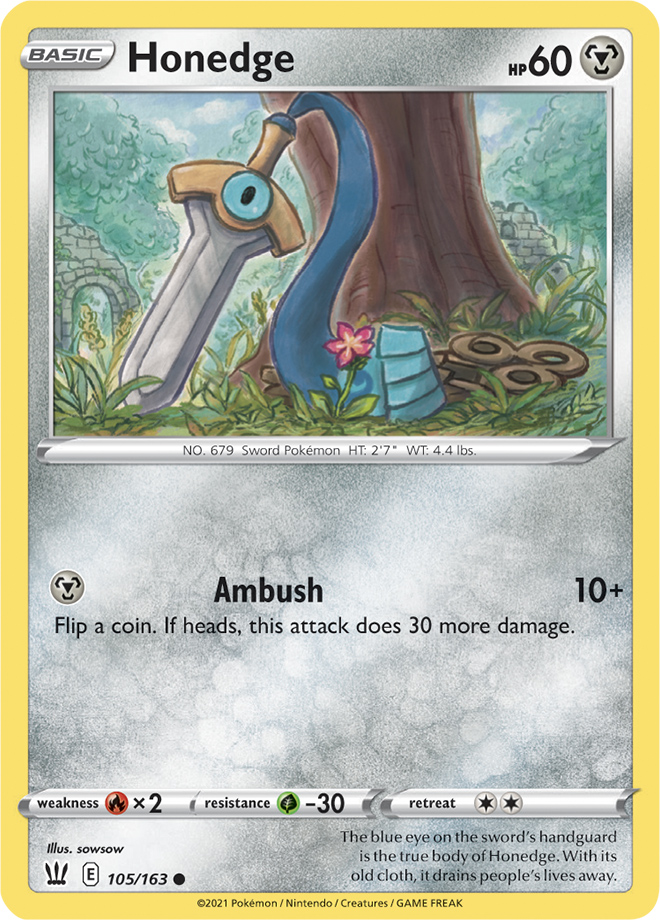 BASIC Honedge HP60
NO. 679 Sword Pokémon HT: 2'7" WT: 4.4 lbs.
Ambush 10+
Flip a coin. If heads, this attack does 30 more damage.
weakness ×2 resistance -30 retreat
Illus. sowsow
The blue eye on the sword's handguard
is the true body of Honedge. With its
old cloth, it drains people's lives away.
E 105/163
©2021 Pokémon / Nintendo / Creatures / GAME FREAK